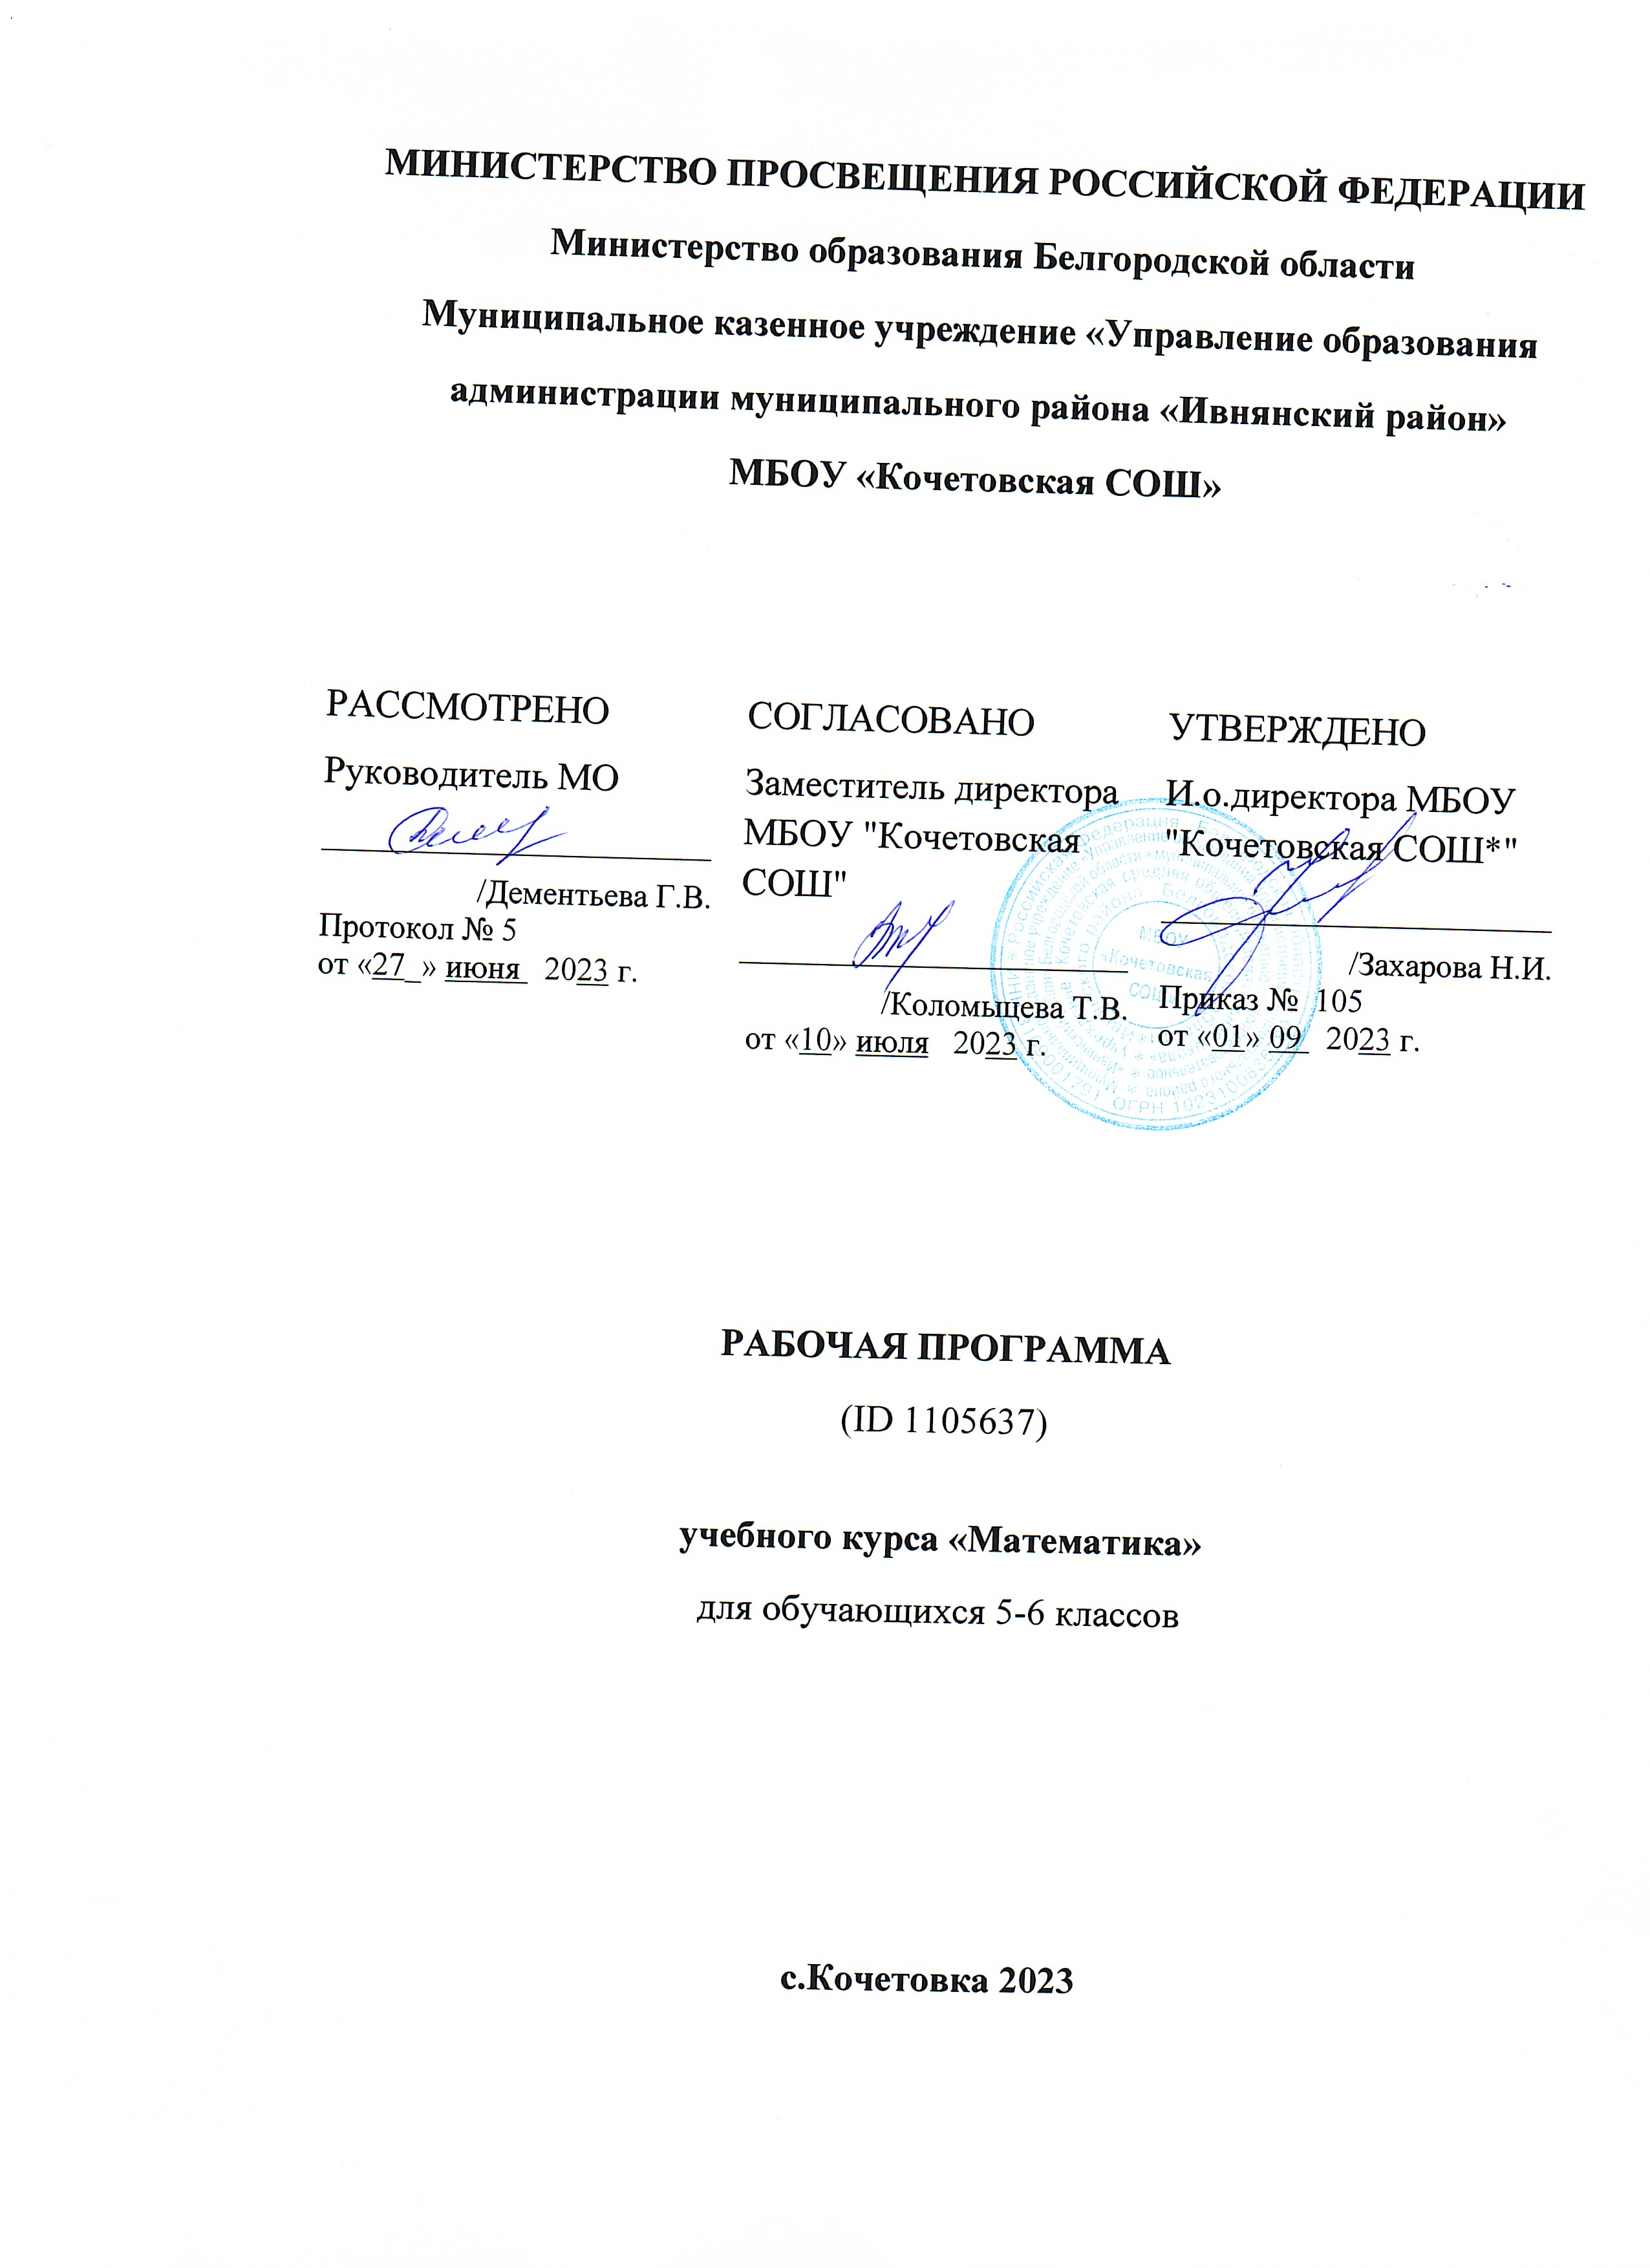 МИНИСТЕРСТВО ПРОСВЕЩЕНИЯ РОССИЙСКОЙ ФЕДЕРАЦИИ
Министерство образования Белгородской области
Муниципальное казенное учреждение «Управление образования
администрации муниципального района «Ивнянский район»
МБОУ «Кочетовская СОШ»
РАССМОТРЕНО
Руководитель МО
/Дементьева Г.В.
Протокол № 5
от «27_» июня 2023 г.
СОГЛАСОВАНО
Заместитель директора
МБОУ "Кочетовская
СОШ"
/Коломыцева Т.В.
от «10» июля 2023 г.
УТВЕРЖДЕНО
И.о.директора МБОУ
"Кочетовская СОШ*"
/Захарова Н.И.
Приказ № 105
от «01» 09 2023 г.
МБОУ
«Кочетовская
СОШ»
РАБОЧАЯ ПРОГРАММА
(ID 1105637)
учебного курса «Математика»
для обучающихся 5-6 классов
с.Кочетовка 2023